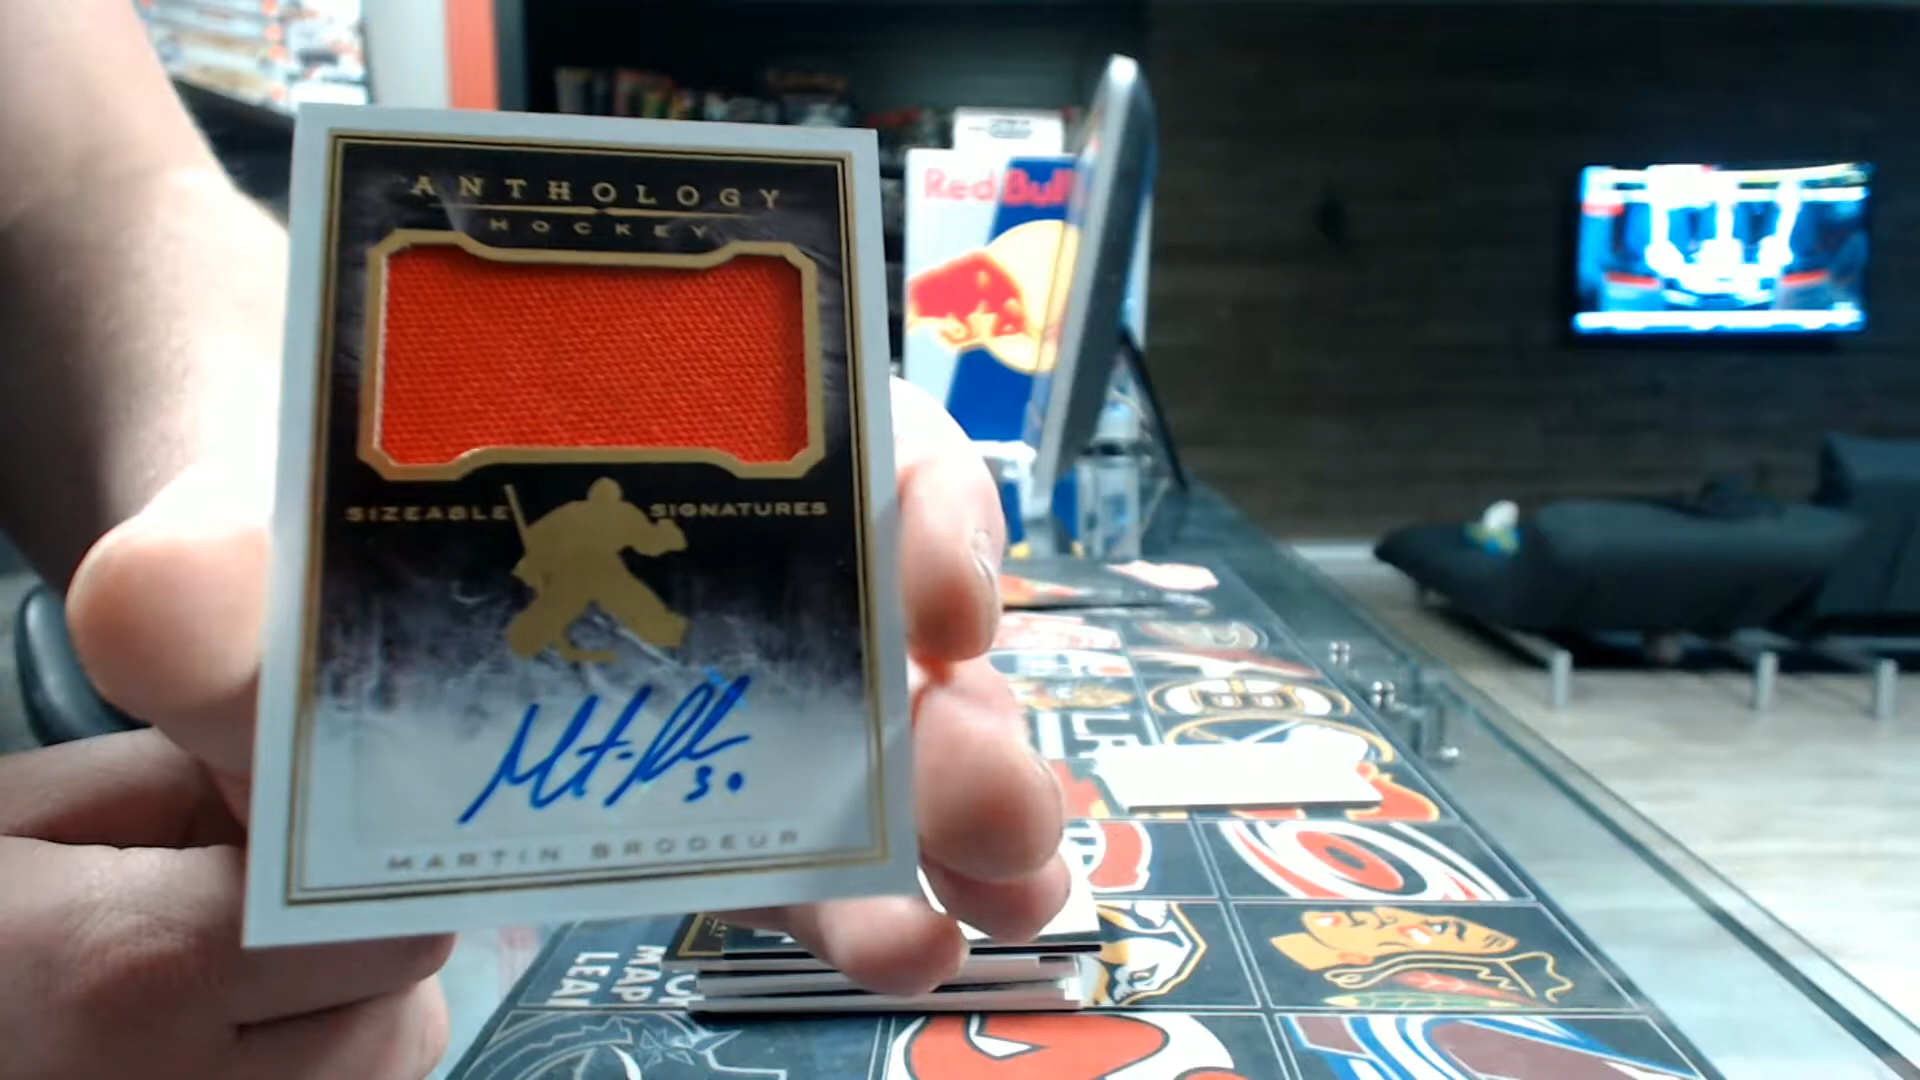 ANTHOLOGY
HOCKEY
SIZEABLE SIGNATURES
30
MARTIN BRODEUR
Red Bull